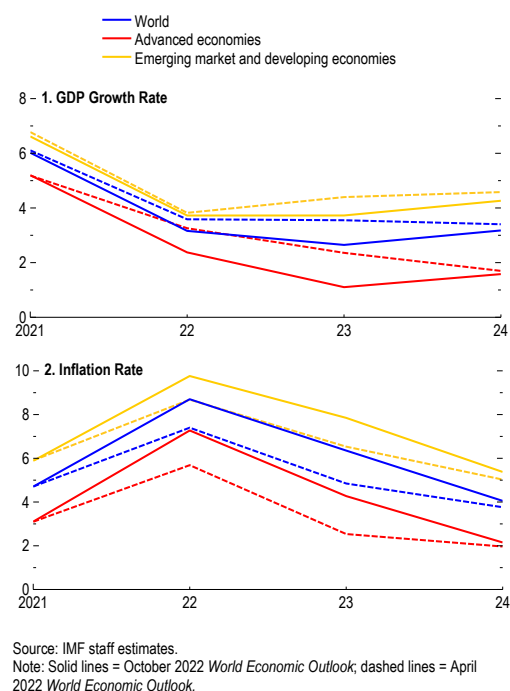 World
Advanced economies
Emerging market and developing economies
1. GDP Growth Rate
8
6
4
2
0
2021 22 23 24
2. Inflation Rate
10
8
6
4
2
0
2021 22 23 24
Source: IMF staff estimates.
Note: Solid lines = October 2022 World Economic Outlook; dashed lines = April
2022 World Economic Outlook.